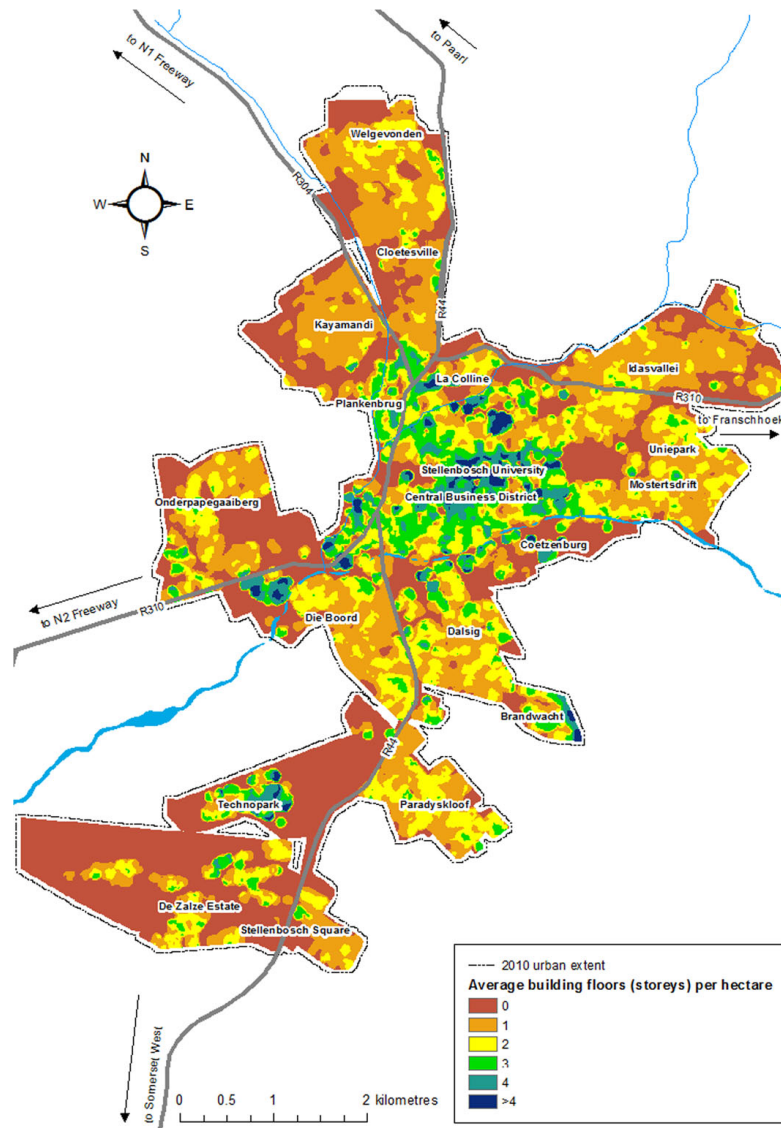 to N1 Freeway
to Paarl
N
W E
S
Welgevonden
R304
Cloetesville
Kayamandi
R44
La Colline
Idasvallei
Plankenbrug
R310
to Franschhoek
Uniepark
Stellenbosch University
Mostertsdrift
Onderpapegaaiberg
Central Business District
Coetzenburg
to N2 Freeway
R310
Die Boord
Dalsig
Brandwacht
R44
Technopark
Paradyskloof
De Zalze Estate
Stellenbosch Square
to Somerset West
2010 urban extent
Average building floors (storeys) per hectare
0
1
2
3
4
>4
0 0.5 1 2 kilometres